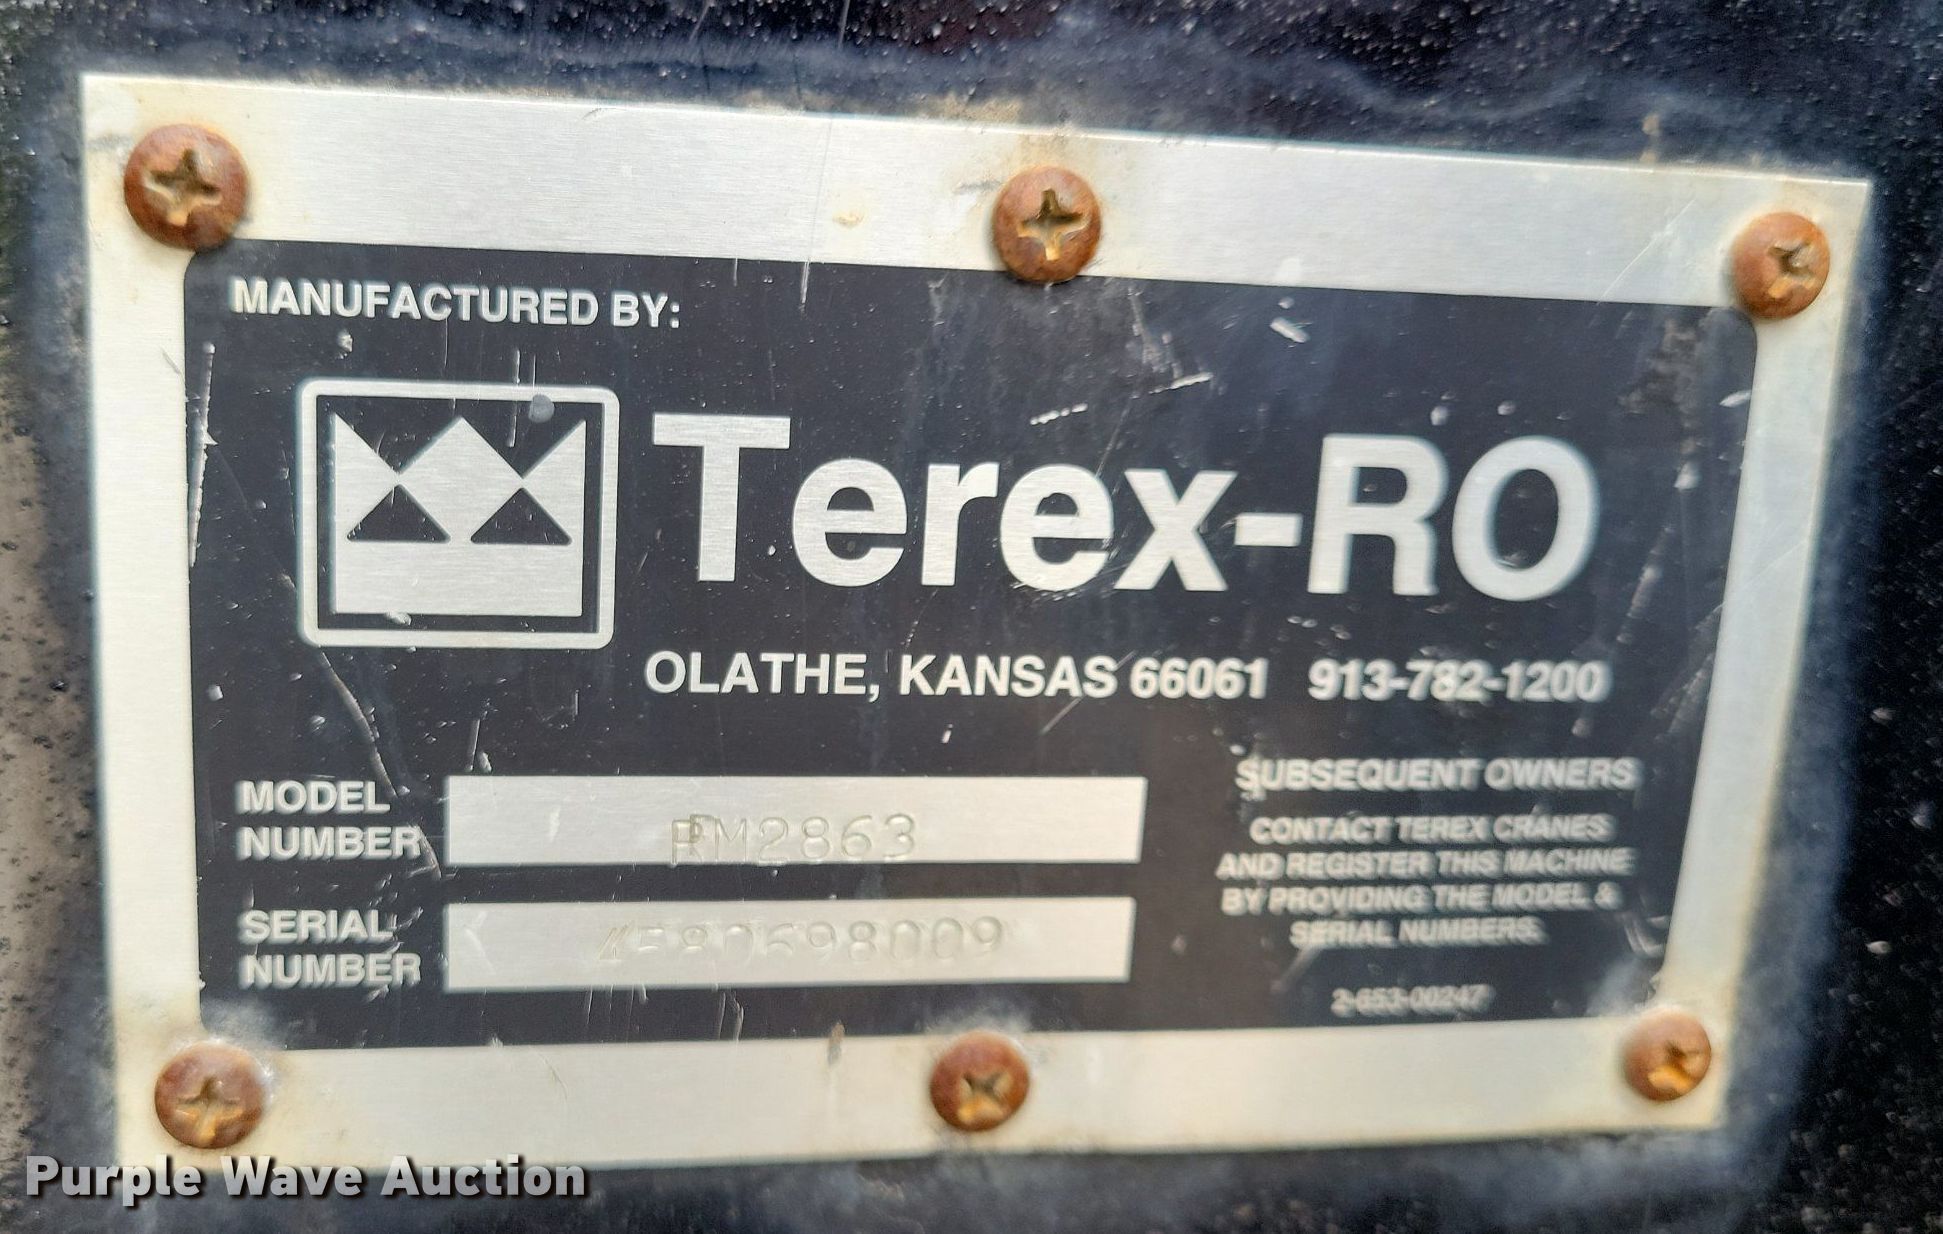 MANUFACTURED BY:
Terex-RO
OLATHE, KANSAS 66061 913-782-1200
MODEL NUMBER RM2863
SERIAL NUMBER
SUBSEQUENT OWNERS
CONTACT TEREX CRANES
AND REGISTER THIS MACHINE
BY PROVIDING THE MODEL &
SERIAL NUMBERS.
2-653-00247
Purple Wave Auction